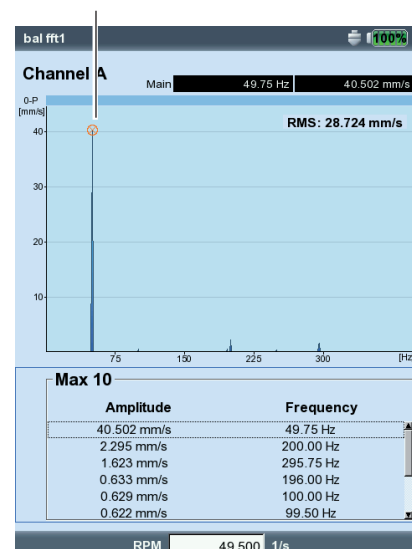 bal fft1 100%
Channel A Main 49.75 Hz 40.502 mm/s
0-P
[mm/s]
RMS: 28.724 mm/s
40
30
20
10
75 150 225 300 [Hz
Max 10
Amplitude Frequency
40.502 mm/s 49.75 Hz
2.295 mm/s 200.00 Hz
1.623 mm/s 295.75 Hz
0.633 mm/s 196.00 Hz
0.629 mm/s 100.00 Hz
0.622 mm/s 99.50 Hz
RPM 49.500 1/s